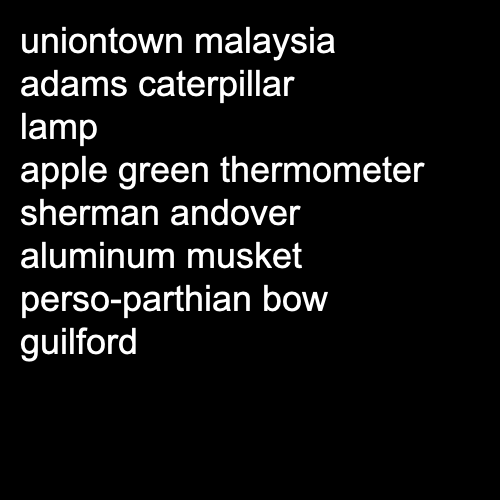 uniontown malaysia
adams caterpillar
lamp
apple green thermometer
sherman andover
aluminum musket
perso-parthian bow
guilford